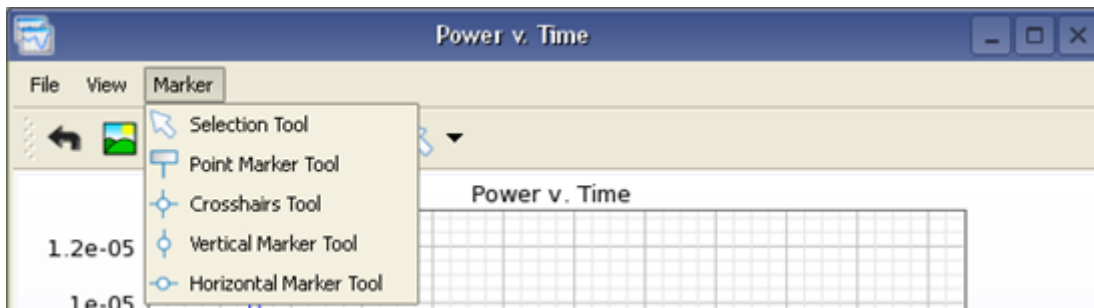 Power v. Time
File View Marker
Selection Tool
Point Marker Tool
Crosshairs Tool
Vertical Marker Tool
Horizontal Marker Tool
Power v. Time
1.2e-05
1e-05